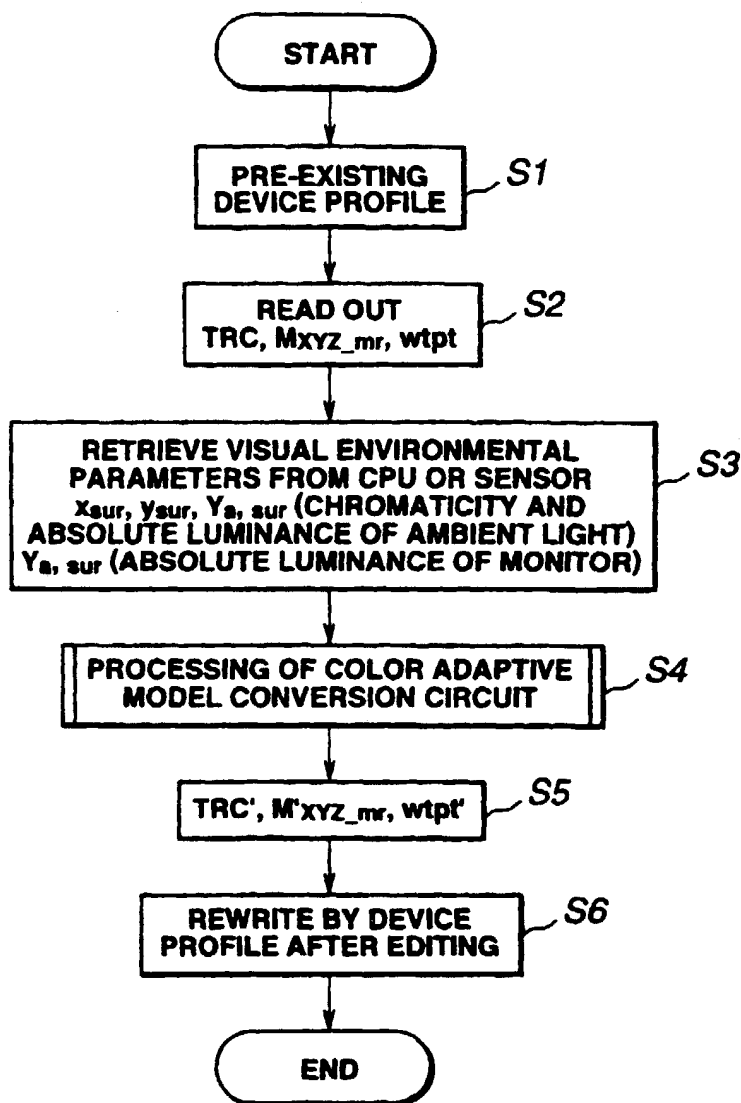 START
PRE-EXISTING
DEVICE PROFILE
S1
READ OUT
TRC, MXYZ_mr, wtpt
S2
RETRIEVE VISUAL ENVIRONMENTAL
PARAMETERS FROM CPU OR SENSOR
xsur, ysur, Ya, sur (CHROMATICITY AND
ABSOLUTE LUMINANCE OF AMBIENT LIGHT)
Ya, sur (ABSOLUTE LUMINANCE OF MONITOR)
S3
PROCESSING OF COLOR ADAPTIVE
MODEL CONVERSION CIRCUIT
S4
TRC', M'XYZ_mr, wtpt'
S5
REWRITE BY DEVICE
PROFILE AFTER EDITING
S6
END